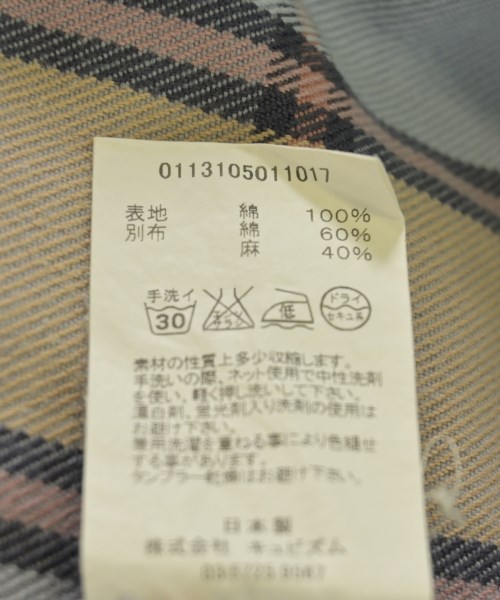 0113105011017
表地 綿 100%
別布 綿 60%
麻 40%
手洗イ 30 エンソ サラシ 低 ドライ セキユ系
素材の性質上多少収縮します。
手洗いの際、ネット使用で中性洗剤
を使い、軽く押し洗いして下さい。
漂白剤、蛍光剤入り洗剤の使用は
お避け下さい。
着用洗濯を重ねる事により色褪せ
する事があります。
タンブラー乾燥はお避け下さい。
日本製
株式会社 キュビズム